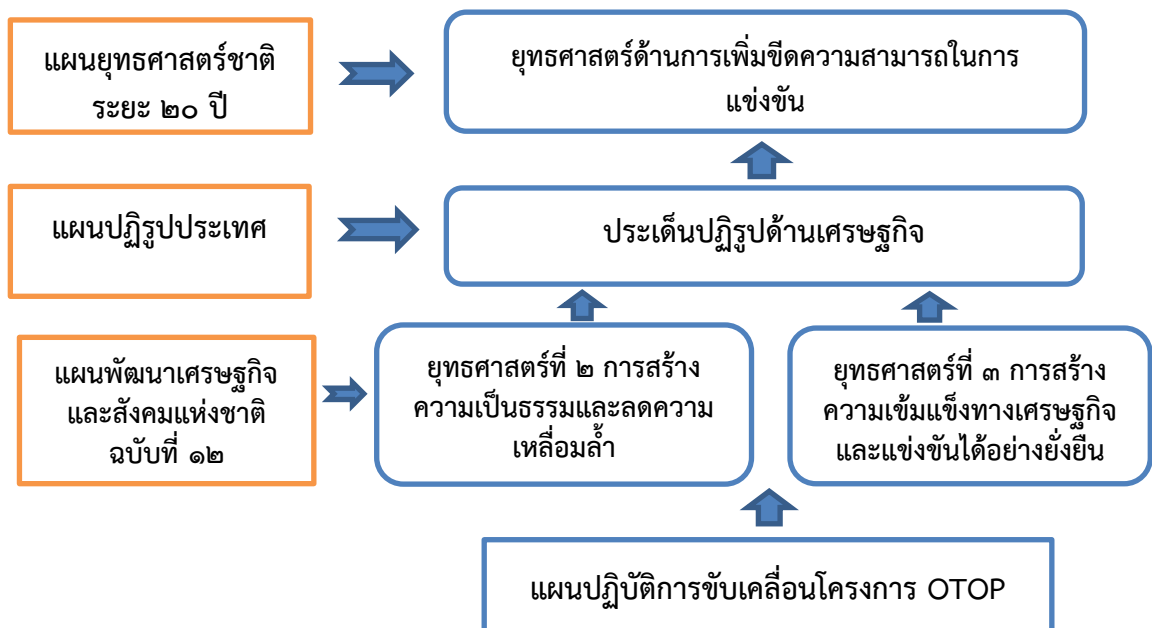 แผนยุทธศาสตร์ชาติ
ระยะ ๒๐ ปี
ยุทธศาสตร์ด้านการเพิ่มขีดความสามารถในการ
แข่งขัน
แผนปฏิรูปประเทศ
ประเด็นปฏิรูปด้านเศรษฐกิจ
แผนพัฒนาเศรษฐกิจ
และสังคมแห่งชาติ
ฉบับที่ ๑๒
ยุทธศาสตร์ที่ ๒ การสร้าง
ความเป็นธรรมและลดความ
เหลื่อมล้ำ
ยุทธศาสตร์ที่ ๓ การสร้าง
ความเข้มแข็งทางเศรษฐกิจ
และแข่งขันได้อย่างยั่งยืน
แผนปฏิบัติการขับเคลื่อนโครงการ OTOP